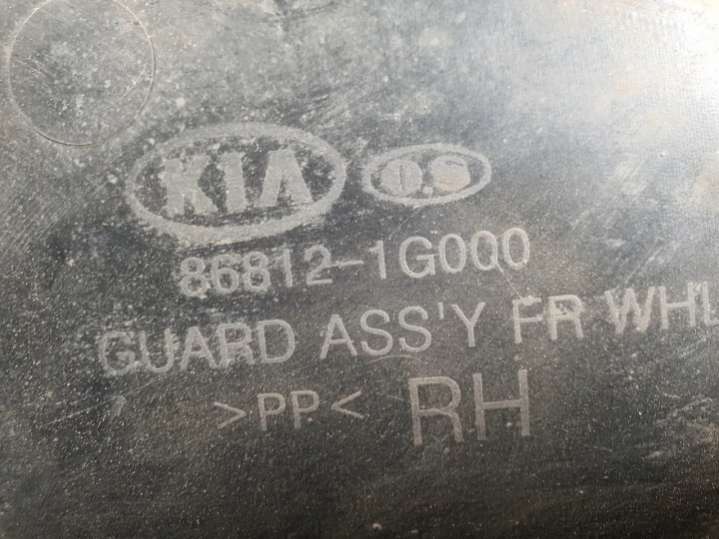 KIA O.S
86812-1G000
GUARD ASS'Y FR WHL
>PP< RH